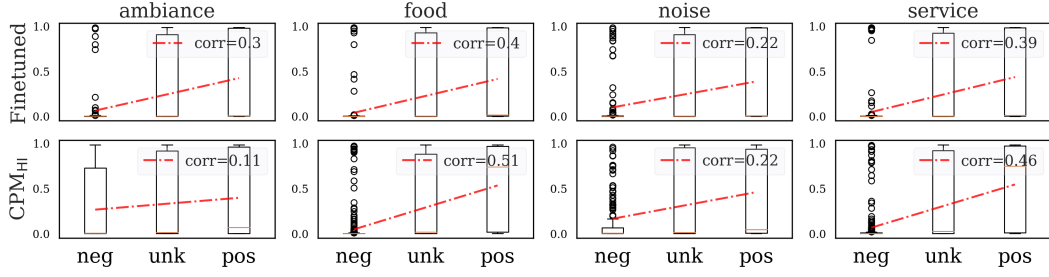 ambiance food noise service
Finetuned
1.0 1.0 1.0 1.0
corr=0.3 corr=0.4 corr=0.22 corr=0.39
0.5 0.5 0.5 0.5
0.0 0.0 0.0 0.0
CPM_HI
1.0 1.0 1.0 1.0
corr=0.11 corr=0.51 corr=0.22 corr=0.46
0.5 0.5 0.5 0.5
0.0 0.0 0.0 0.0
neg unk pos neg unk pos neg unk pos neg unk pos